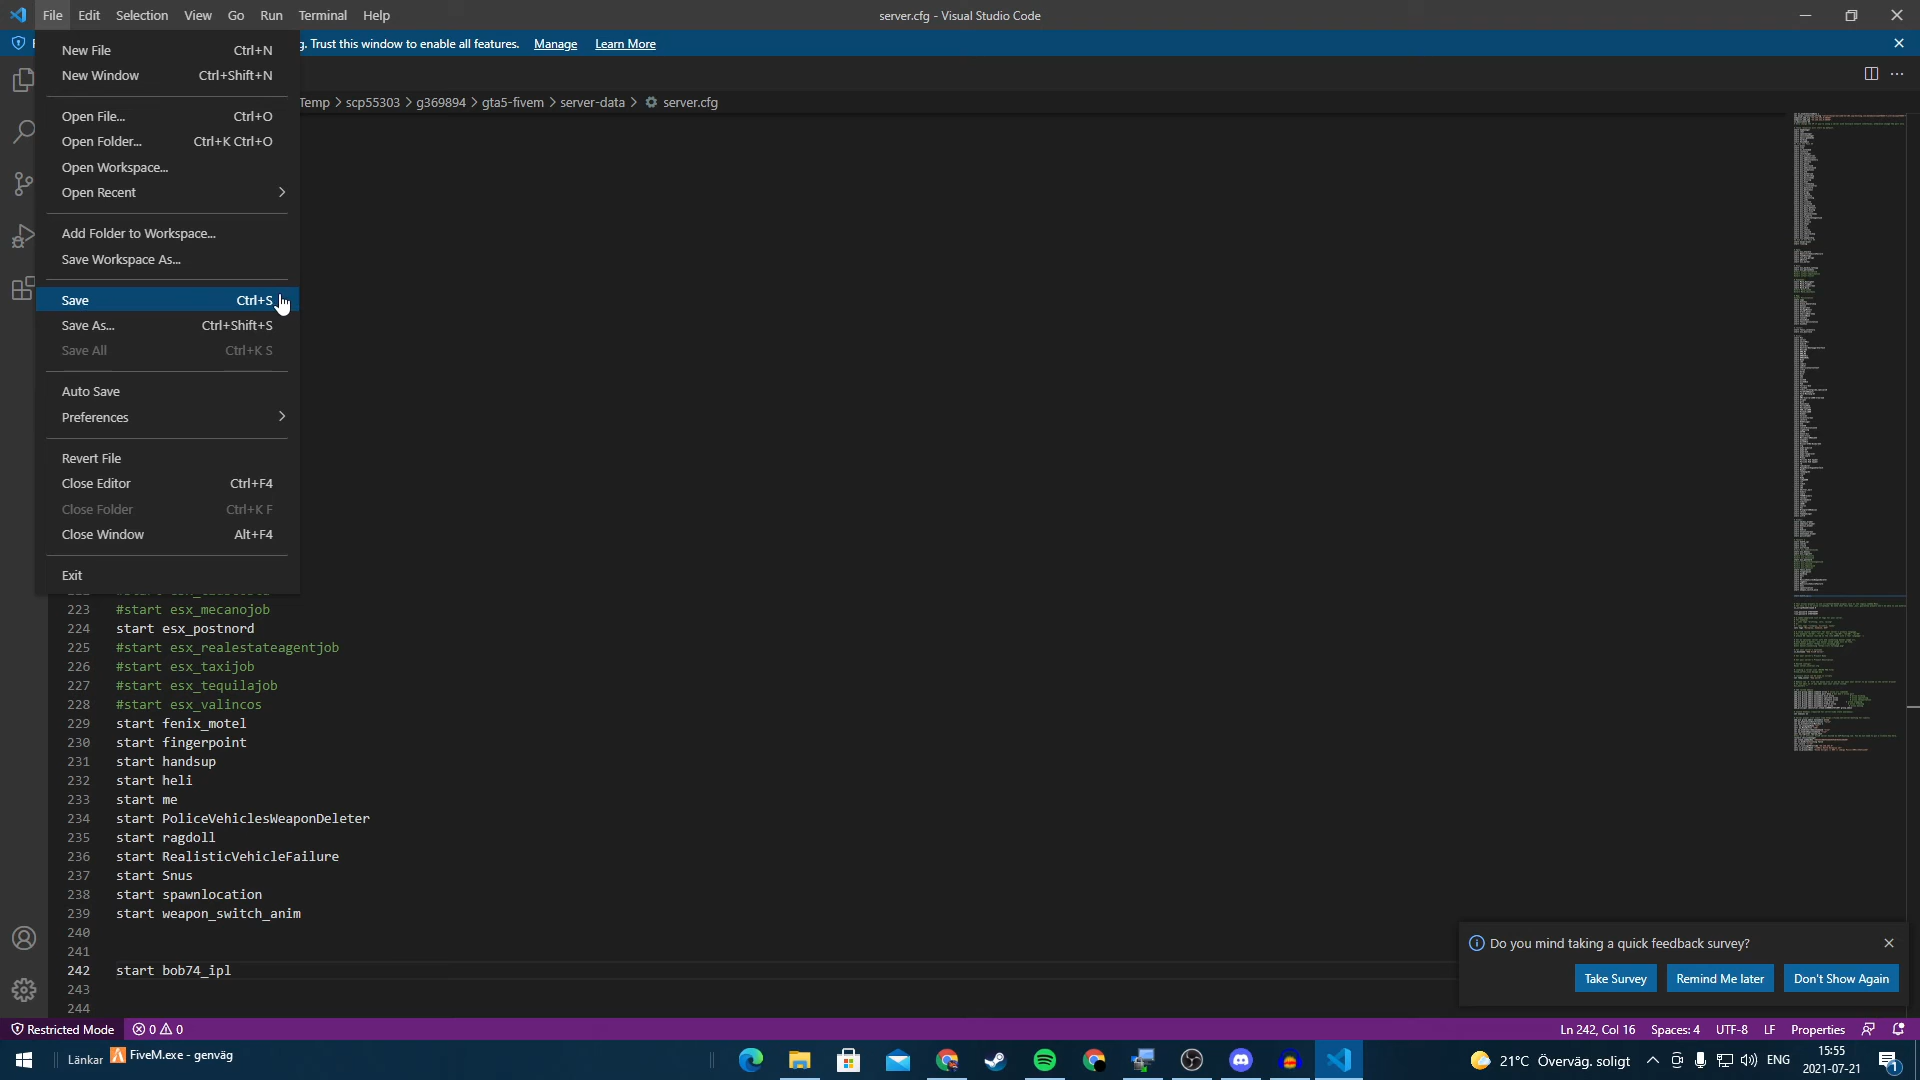 File Edit Selection View Go Run Terminal Help
server.cfg - Visual Studio Code
g. Trust this window to enable all features. Manage Learn More
New File Ctrl+N
New Window Ctrl+Shift+N
Temp > scp55303 > g369894 > gta5-fivem > server-data > server.cfg
Open File... Ctrl+O
Open Folder... Ctrl+K Ctrl+O
Open Workspace...
Open Recent >
Add Folder to Workspace...
Save Workspace As...
Save Ctrl+S
Save As... Ctrl+Shift+S
Save All Ctrl+K S
Auto Save
Preferences >
Revert File
Close Editor Ctrl+F4
Close Folder Ctrl+K F
Close Window Alt+F4
Exit
223 #start esx_mecanojob
224 start esx_postnord
225 #start esx_realestateagentjob
226 #start esx_taxijob
227 #start esx_tequilajob
228 #start esx_valincos
229 start fenix_motel
230 start fingerpoint
231 start handsup
232 start heli
233 start me
234 start PoliceVehiclesWeaponDeleter
235 start ragdoll
236 start RealisticVehicleFailure
237 start Snus
238 start spawnlocation
239 start weapon_switch_anim
240
241
242 start bob74_ipl
243
244
Do you mind taking a quick feedback survey?
Take Survey Remind Me later Don't Show Again
Restricted Mode 0 0 Ln 242, Col 16 Spaces: 4 UTF-8 LF Properties
Länkar FiveM.exe - genväg
21°C Överväg. soligt ENG 15:55
2021-07-21
1